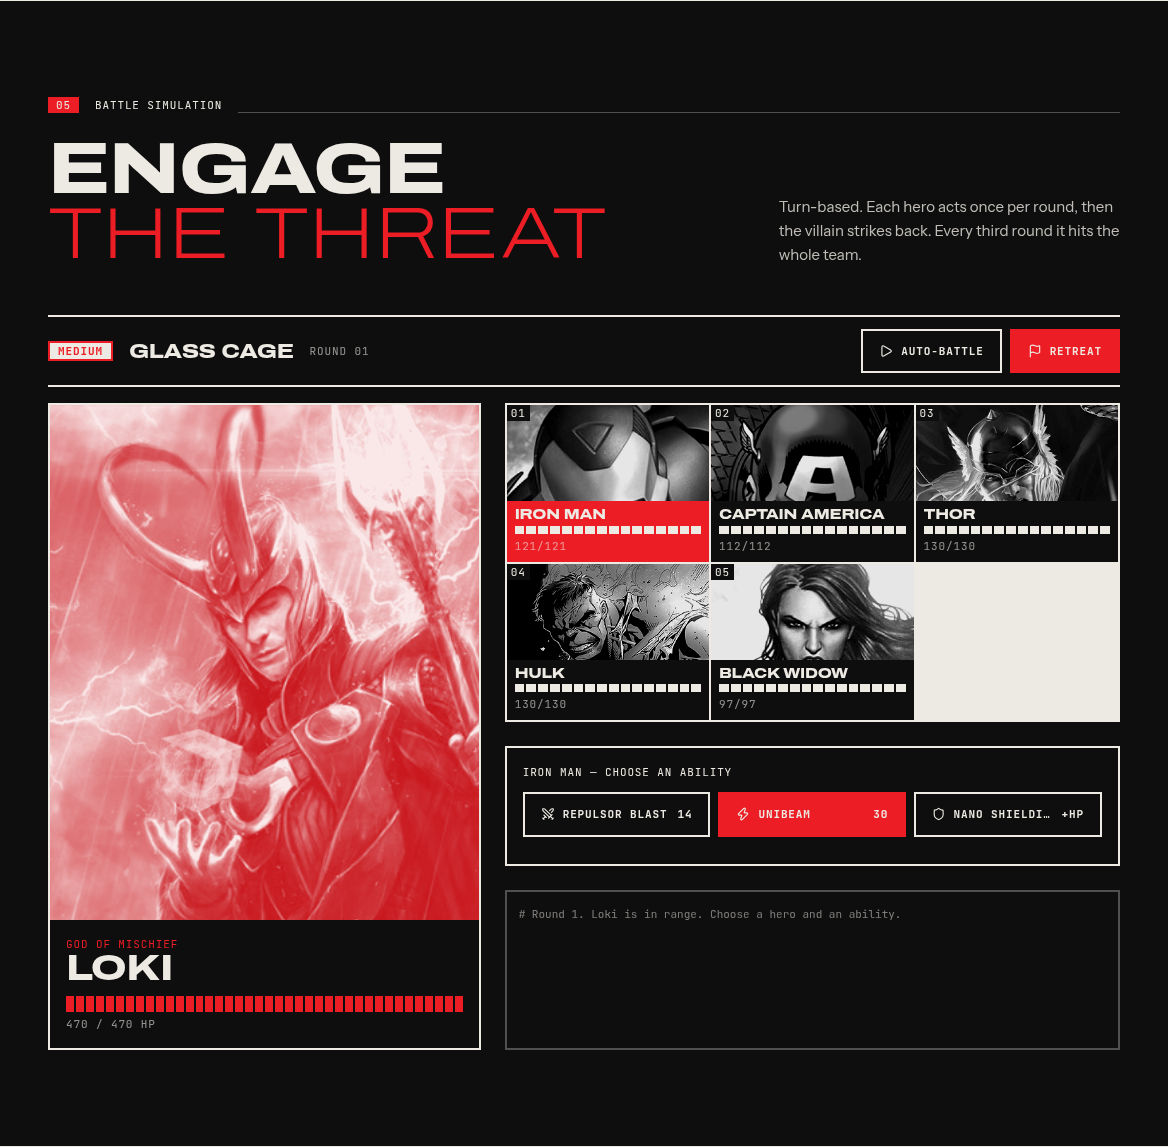 05 BATTLE SIMULATION
ENGAGE
THE THREAT
Turn-based. Each hero acts once per round, then
the villain strikes back. Every third round it hits the
whole team.
MEDIUM GLASS CAGE ROUND 01
AUTO-BATTLE RETREAT
01 02 03
IRON MAN CAPTAIN AMERICA THOR
121/121 112/112 130/130
04 05
HULK BLACK WIDOW
130/130 97/97
IRON MAN — CHOOSE AN ABILITY
REPULSOR BLAST 14 UNIBEAM 30 NANO SHIELDI… +HP
# Round 1. Loki is in range. Choose a hero and an ability.
GOD OF MISCHIEF
LOKI
470 / 470 HP